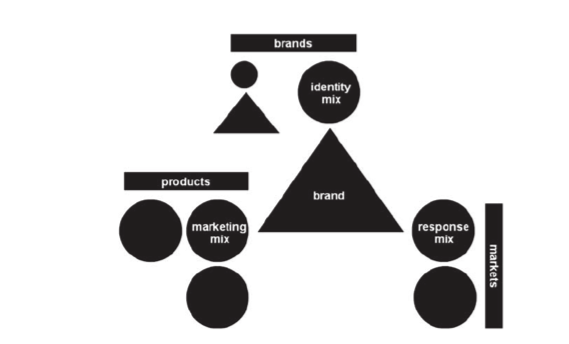 brands
identity
mix
products
brand
marketing
mix
response
mix
markets